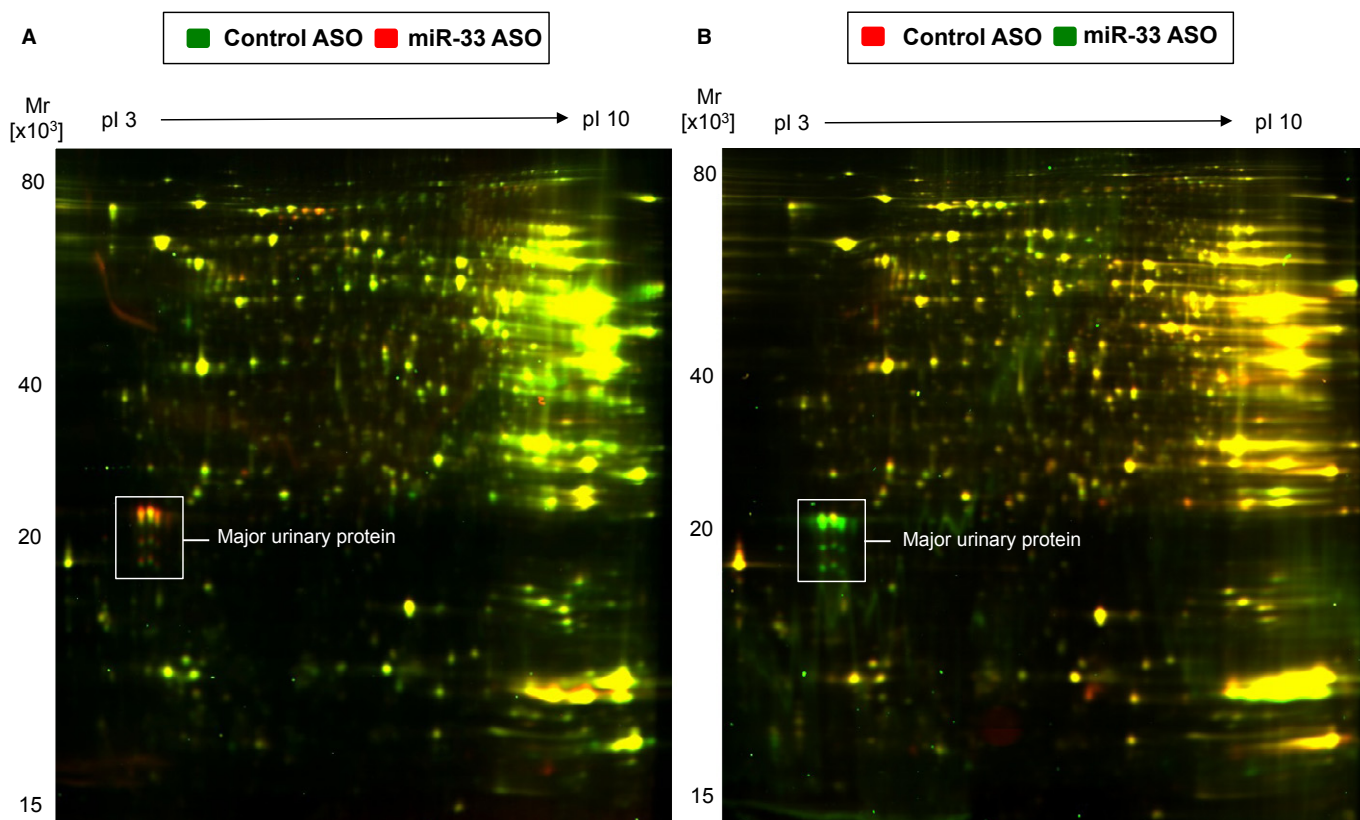 A
Control ASO miR-33 ASO
Mr
[x10³]
pI 3
pI 10
80
40
20
15
Major urinary protein
B
Control ASO miR-33 ASO
Mr
[x10³]
pI 3
pI 10
80
40
20
15
Major urinary protein